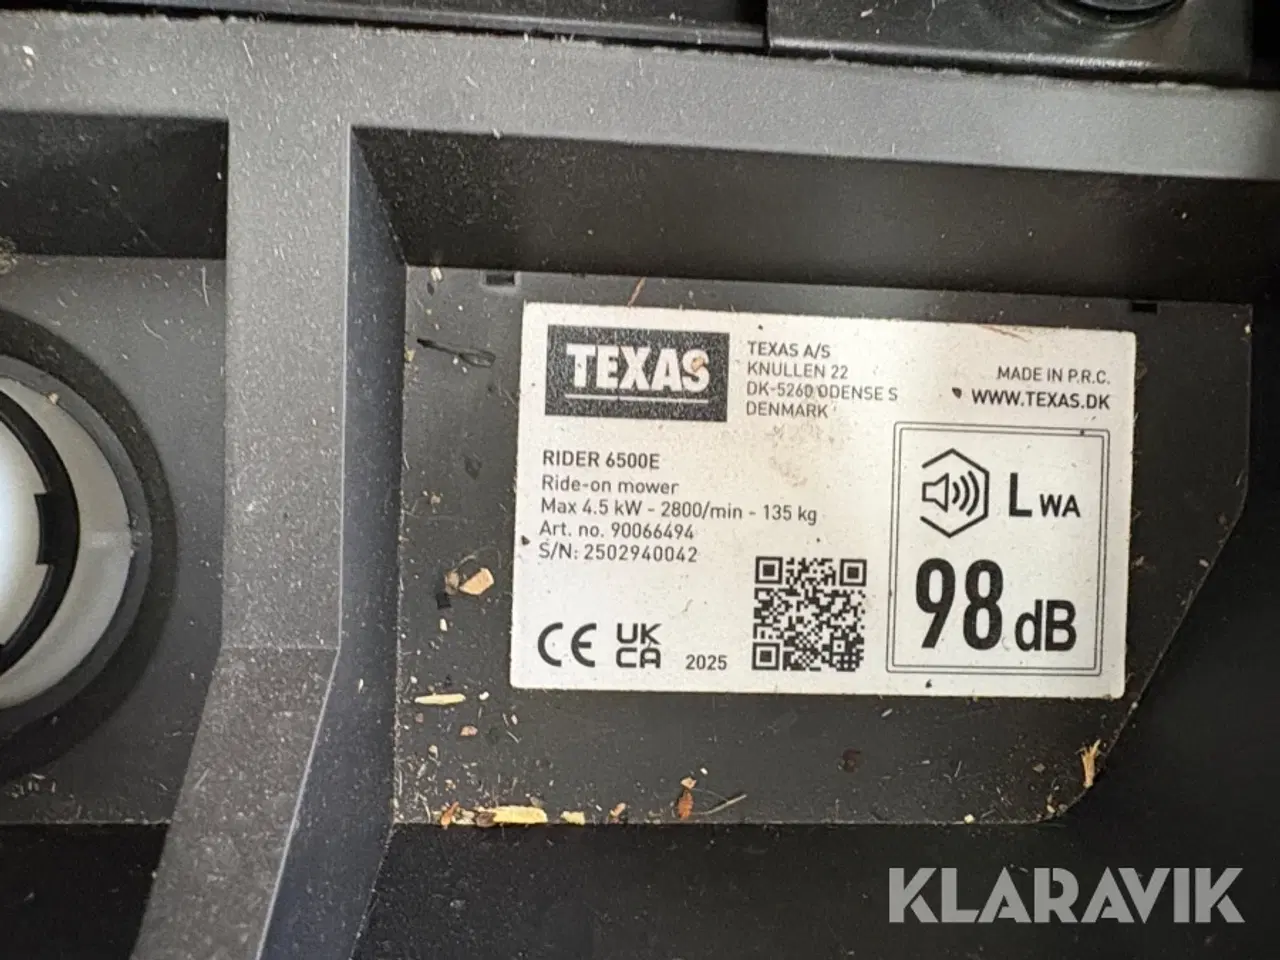 TEXAS
TEXAS A/S
KNULLEN 22
DK-5260 ODENSE S
DENMARK
MADE IN P.R.C.
WWW.TEXAS.DK
RIDER 6500E
Ride-on mower
Max 4.5 kW - 2800/min - 135 kg
Art. no. 90066494
S/N: 2502940042
LWA
98 dB
CE UK CA 2025
KLARAVIK